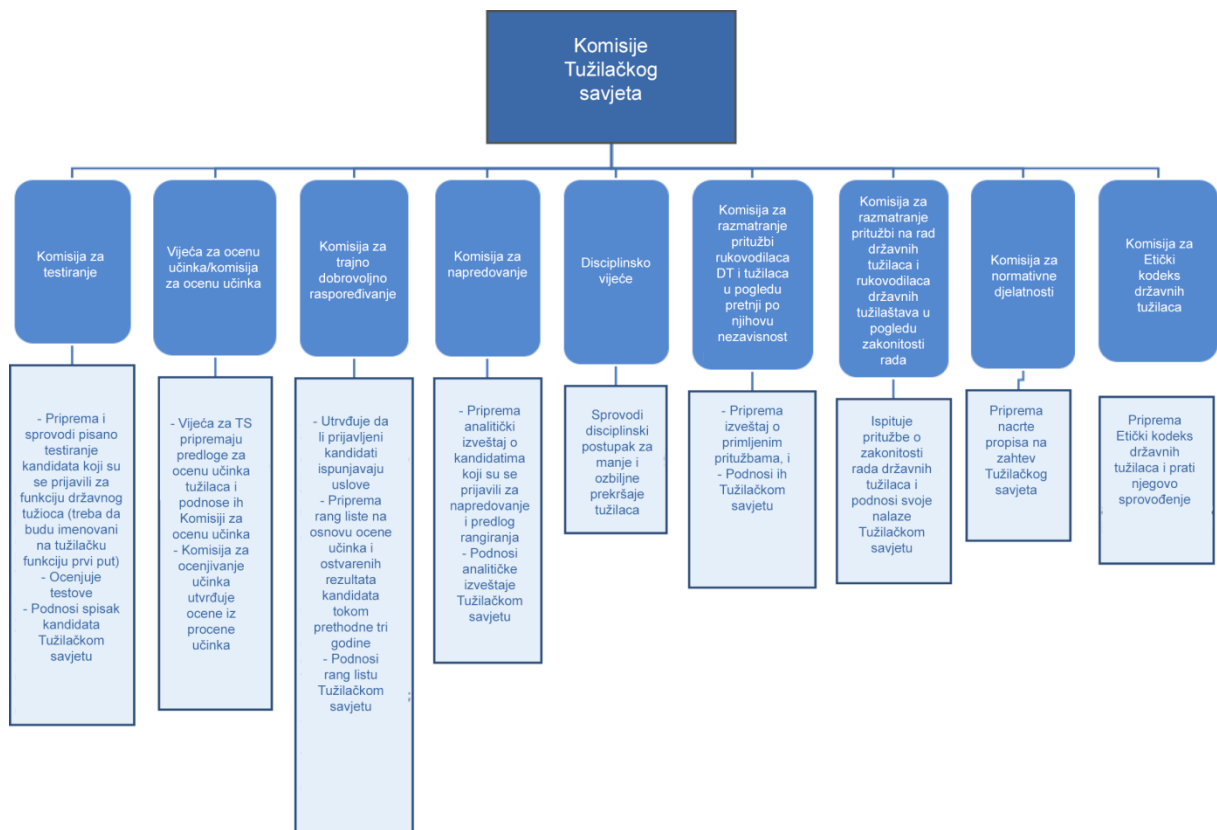 Komisije
Tužilačkog
savjeta
Komisija za
testiranje
Vijeća za ocenu
učinka/komisija
za ocenu učinka
Komisija za
trajno
dobrovoljno
raspoređivanje
Komisija za
napredovanje
Disciplinsko
vijeće
Komisija za
razmatranje
pritužbi
rukovodilaca
DT i tužilaca
u pogledu
pretnji po
njihovu
nezavisnost
Komisija za
razmatranje
pritužbi na rad
državnih
tužilaca i
rukovodilaca
državnih
tužilaštava u
pogledu
zakonitosti
rada
Komisija za
normativne
djelatnosti
Komisija za
Etički
kodeks
državnih
tužilaca
- Priprema i
sprovodi pisano
testiranje
kandidata koji su
se prijavili za
funkciju državnog
tužioca (treba da
budu imenovani
na tužilačku
funkciju prvi put)
- Ocenjuje
testove
- Podnosi spisak
kandidata
Tužilačkom
savjetu
- Vijeća za TS
pripremaju
predloge za
ocenu učinka
tužilaca i
podnose ih
Komisiji za
ocenu učinka
- Komisija za
ocenjivanje
učinka
utvrđuje
ocene iz
procene
učinka
- Utvrđuje da
li prijavljeni
kandidati
ispunjavaju
uslove
- Priprema
rang liste na
osnovu ocene
učinka i
ostvarenih
rezultata
kandidata
tokom
prethodne tri
godine
- Podnosi
rang listu
Tužilačkom
savjetu ;
- Priprema
analitički
izveštaj o
kandidatima
koji su se
prijavili za
napredovanje
i predlog
rangiranja
- Podnosi
analitičke
izveštaje
Tužilačkom
savjetu
Sprovodi
disciplinski
postupak za
manje i
ozbiljne
prekršaje
tužilaca
- Priprema
izveštaj o
primljenim
pritužbama, i
- Podnosi ih
Tužilačkom
savjetu
Ispituje
pritužbe o
zakonitosti
rada državnih
tužilaca i
podnosi svoje
nalaze
Tužilačkom
savjetu
Priprema
nacrte
propisa na
zahtev
Tužilačkog
savjeta
Priprema
Etički kodeks
državnih
tužilaca i prati
njegovo
sprovođenje